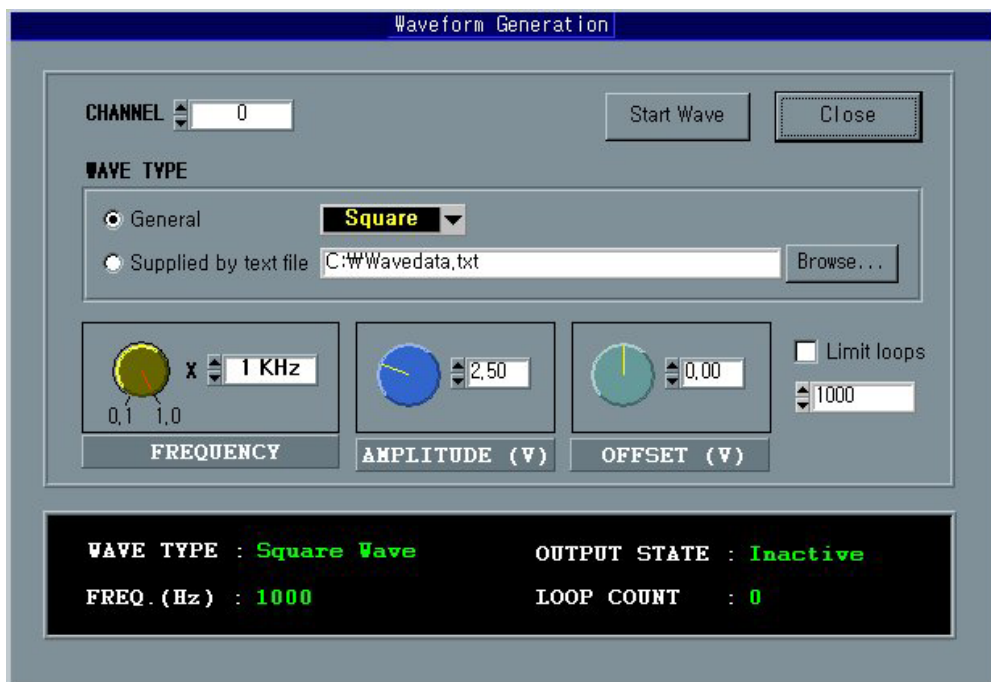 Waveform Generation
CHANNEL 0 Start Wave Close
WAVE TYPE
General Square
Supplied by text file C:₩Wavedata,txt Browse...
X 1 KHz 2,50 0,00 Limit loops
0,1 1,0 1000
FREQUENCY AMPLITUDE (V) OFFSET (V)
WAVE TYPE : Square Wave OUTPUT STATE : Inactive
FREQ.(Hz) : 1000 LOOP COUNT : 0